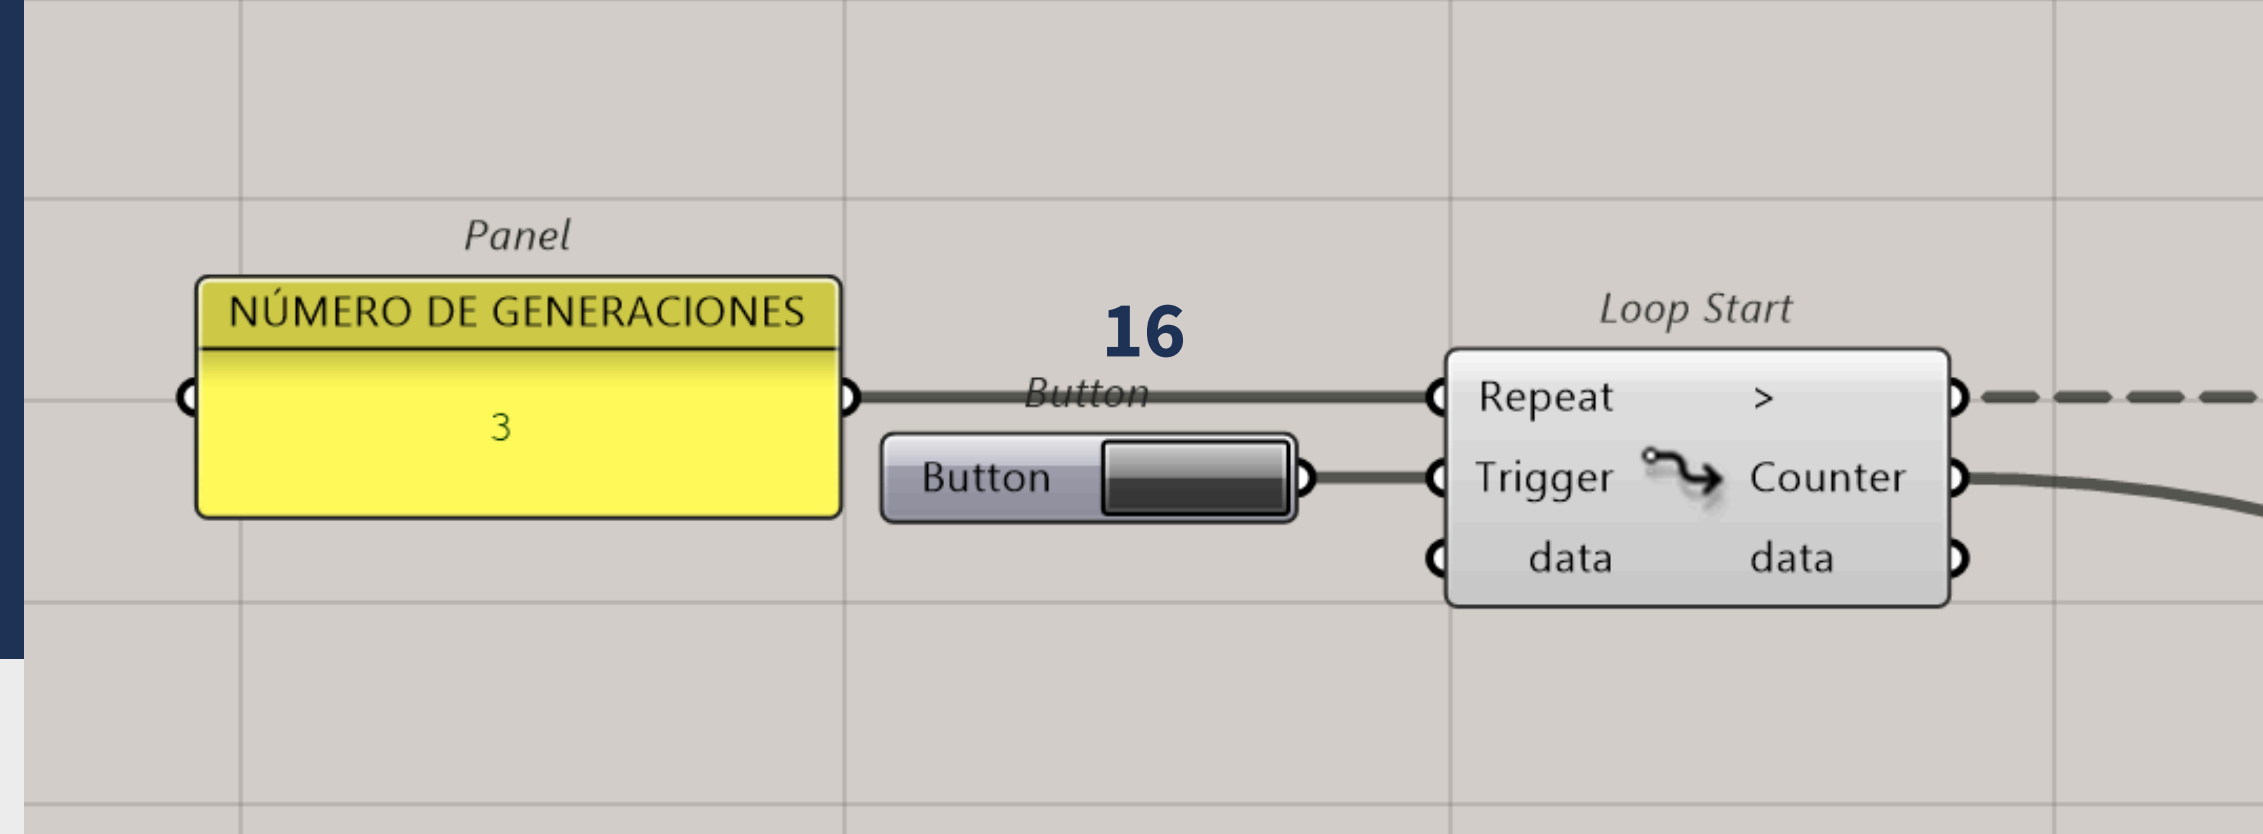 Panel
NÚMERO DE GENERACIONES
3
16
Button
Button
Loop Start
Repeat >
Trigger Counter
data data